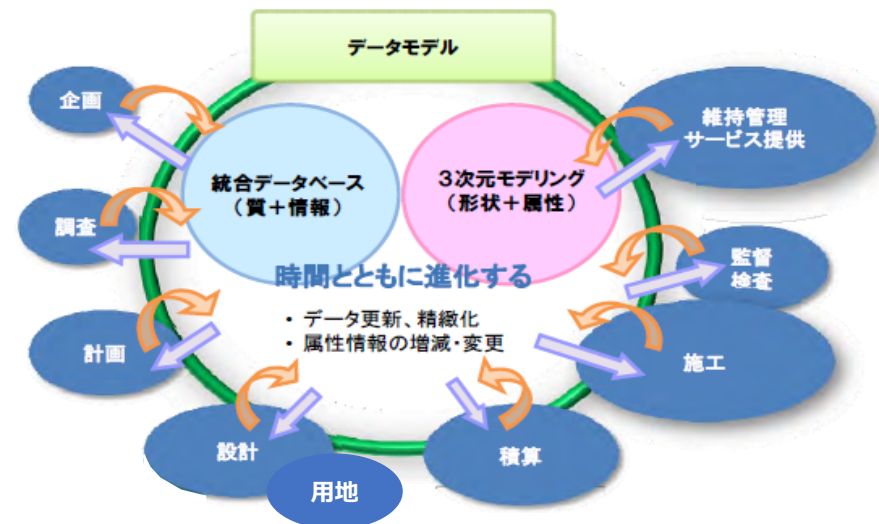 データモデル
企画
調査
計画
設計
用地
積算
施工
監督
検査
維持管理
サービス提供
統合データベース
（質＋情報）
３次元モデリング
（形状＋属性）
時間とともに進化する
・ データ更新、精緻化
・ 属性情報の増減・変更